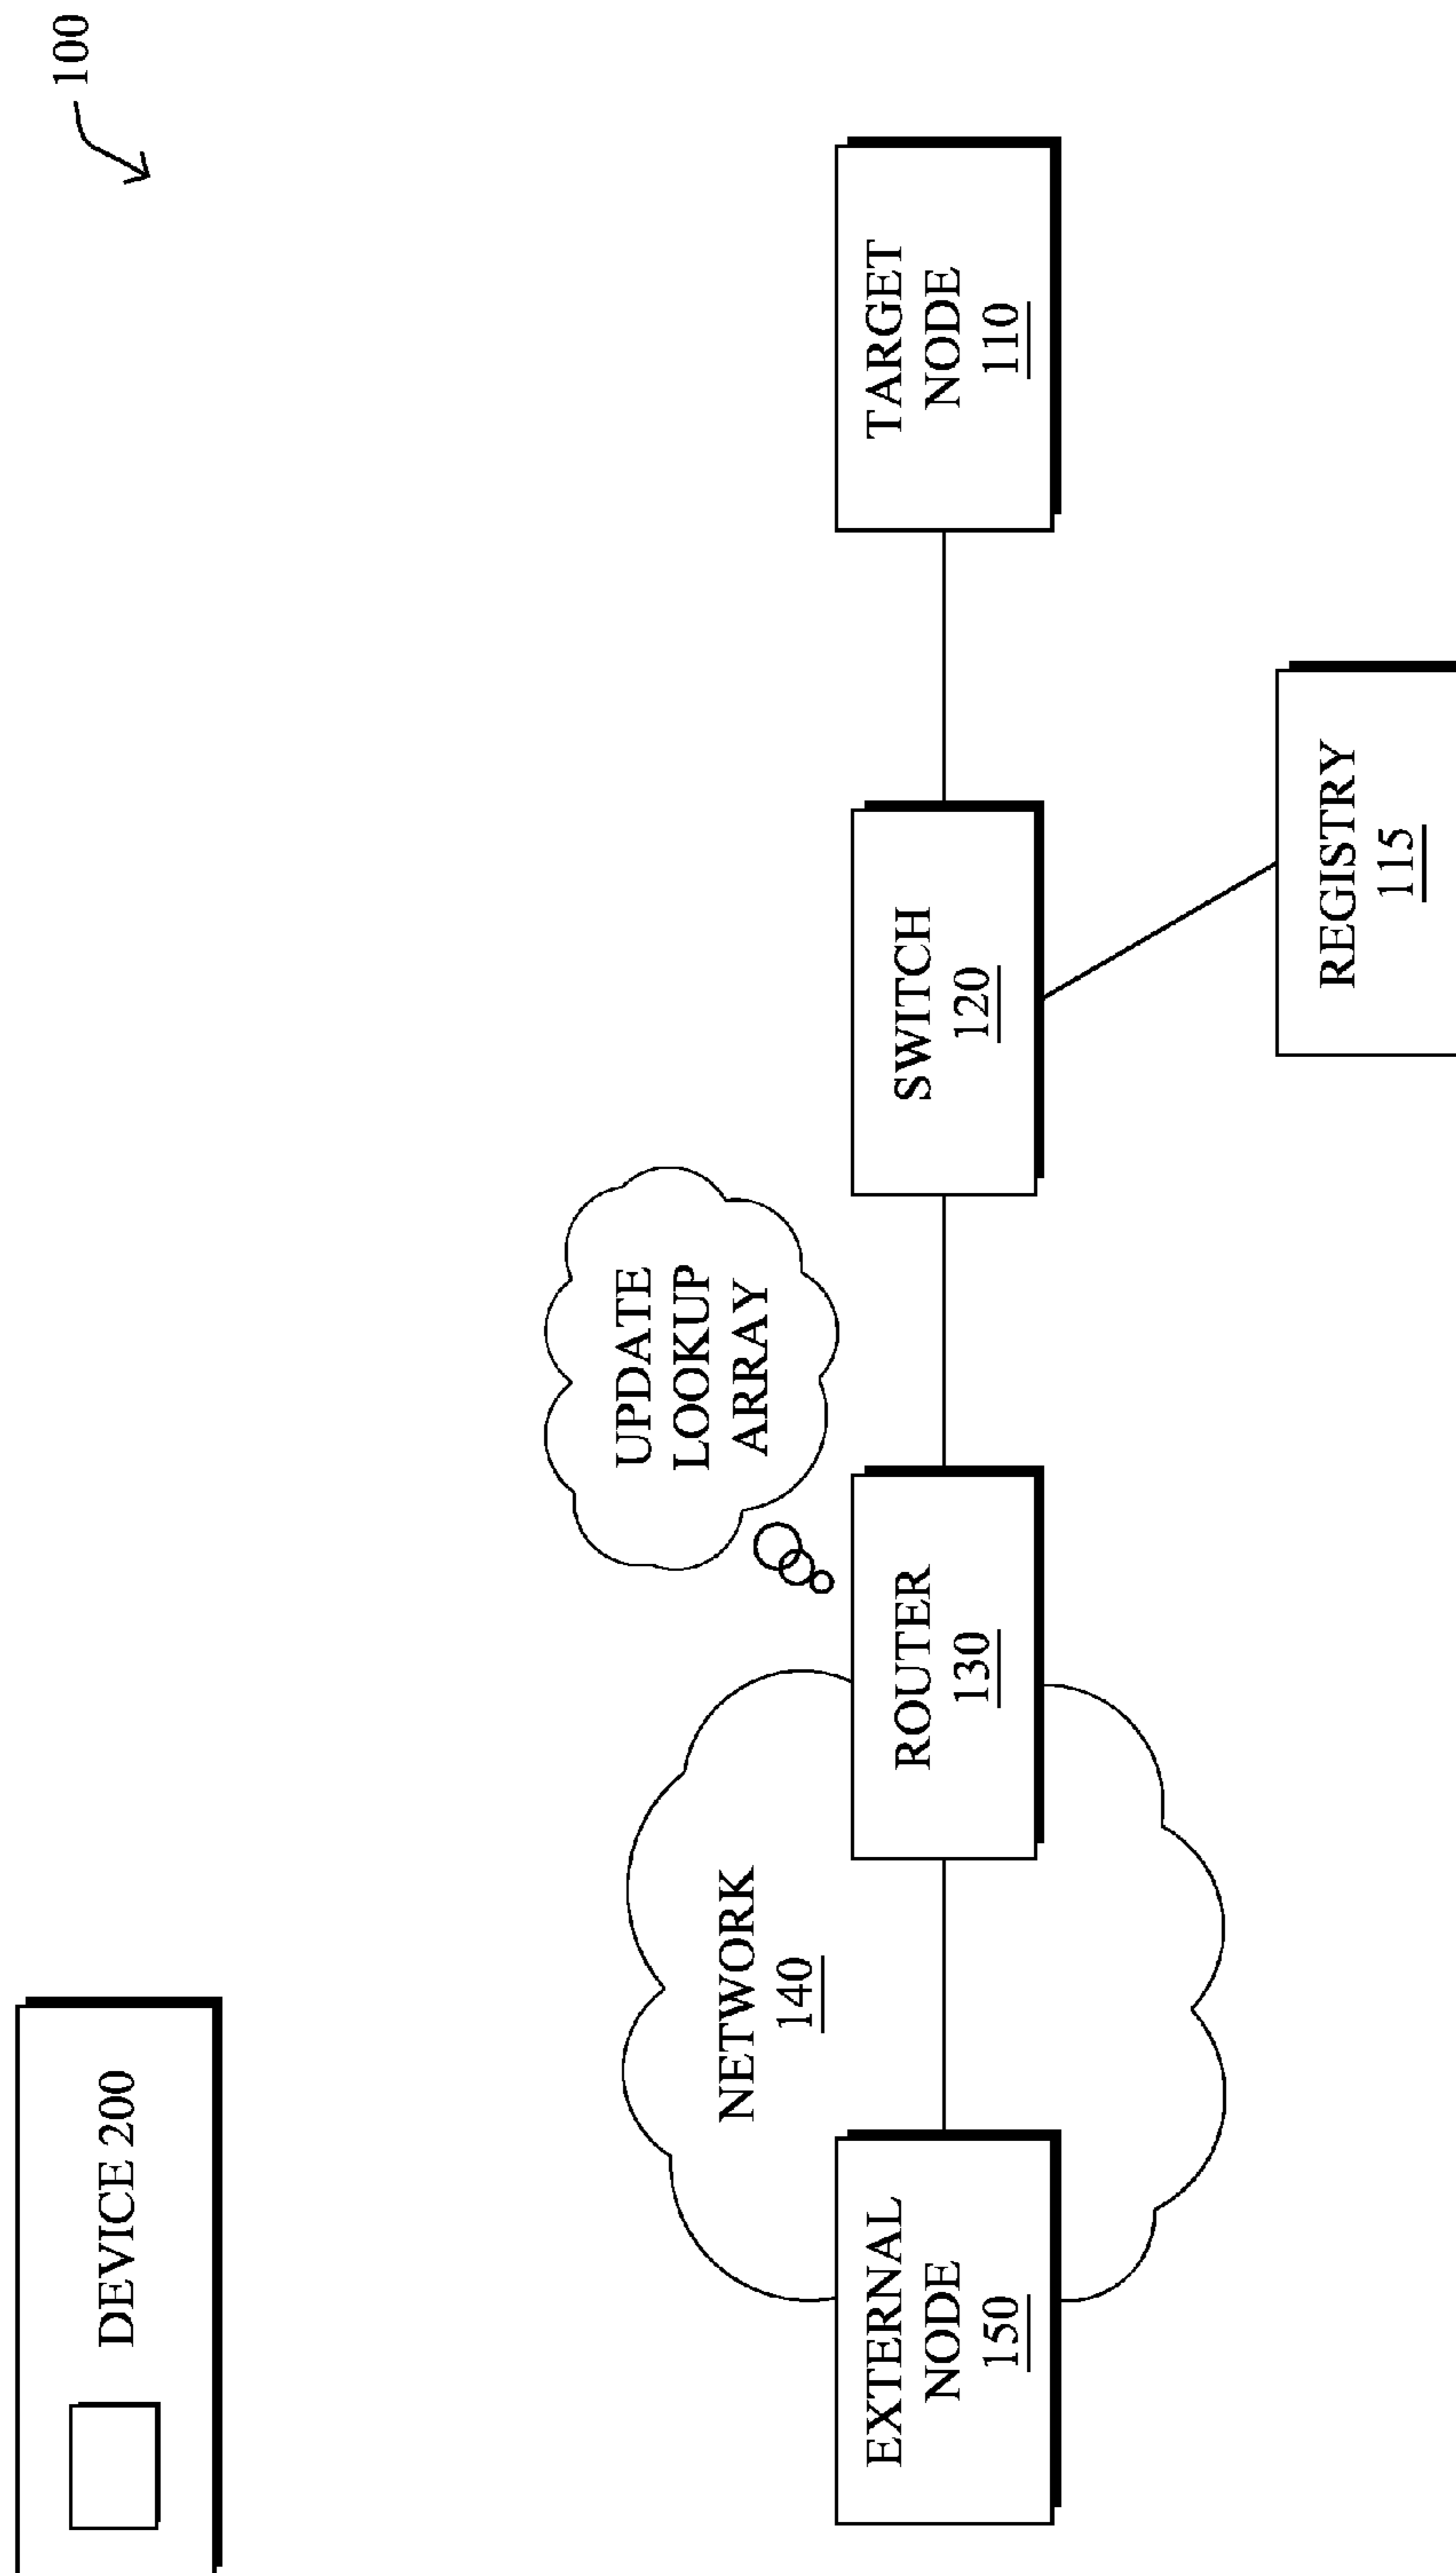 100
DEVICE 200
UPDATE
LOOKUP
ARRAY
NETWORK
140
EXTERNAL
NODE
150
ROUTER
130
SWITCH
120
TARGET
NODE
110
REGISTRY
115